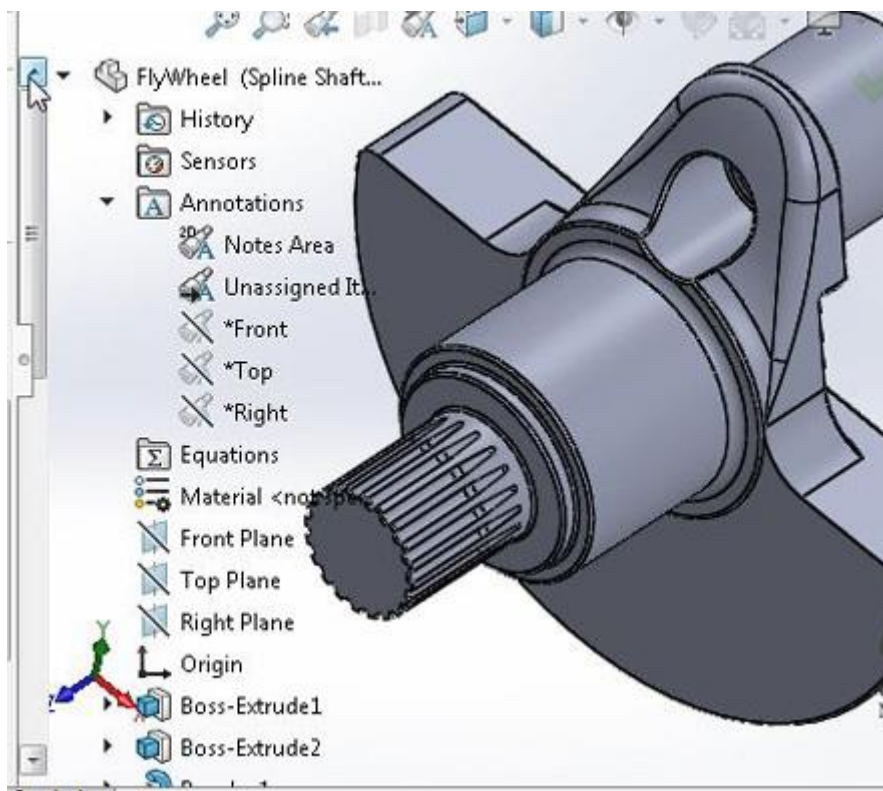 FlyWheel (Spline Shaft...
History
Sensors
Annotations
Notes Area
Unassigned It...
*Front
*Top
*Right
Equations
Material <not spe
Front Plane
Top Plane
Right Plane
Origin
Boss-Extrude1
Boss-Extrude2